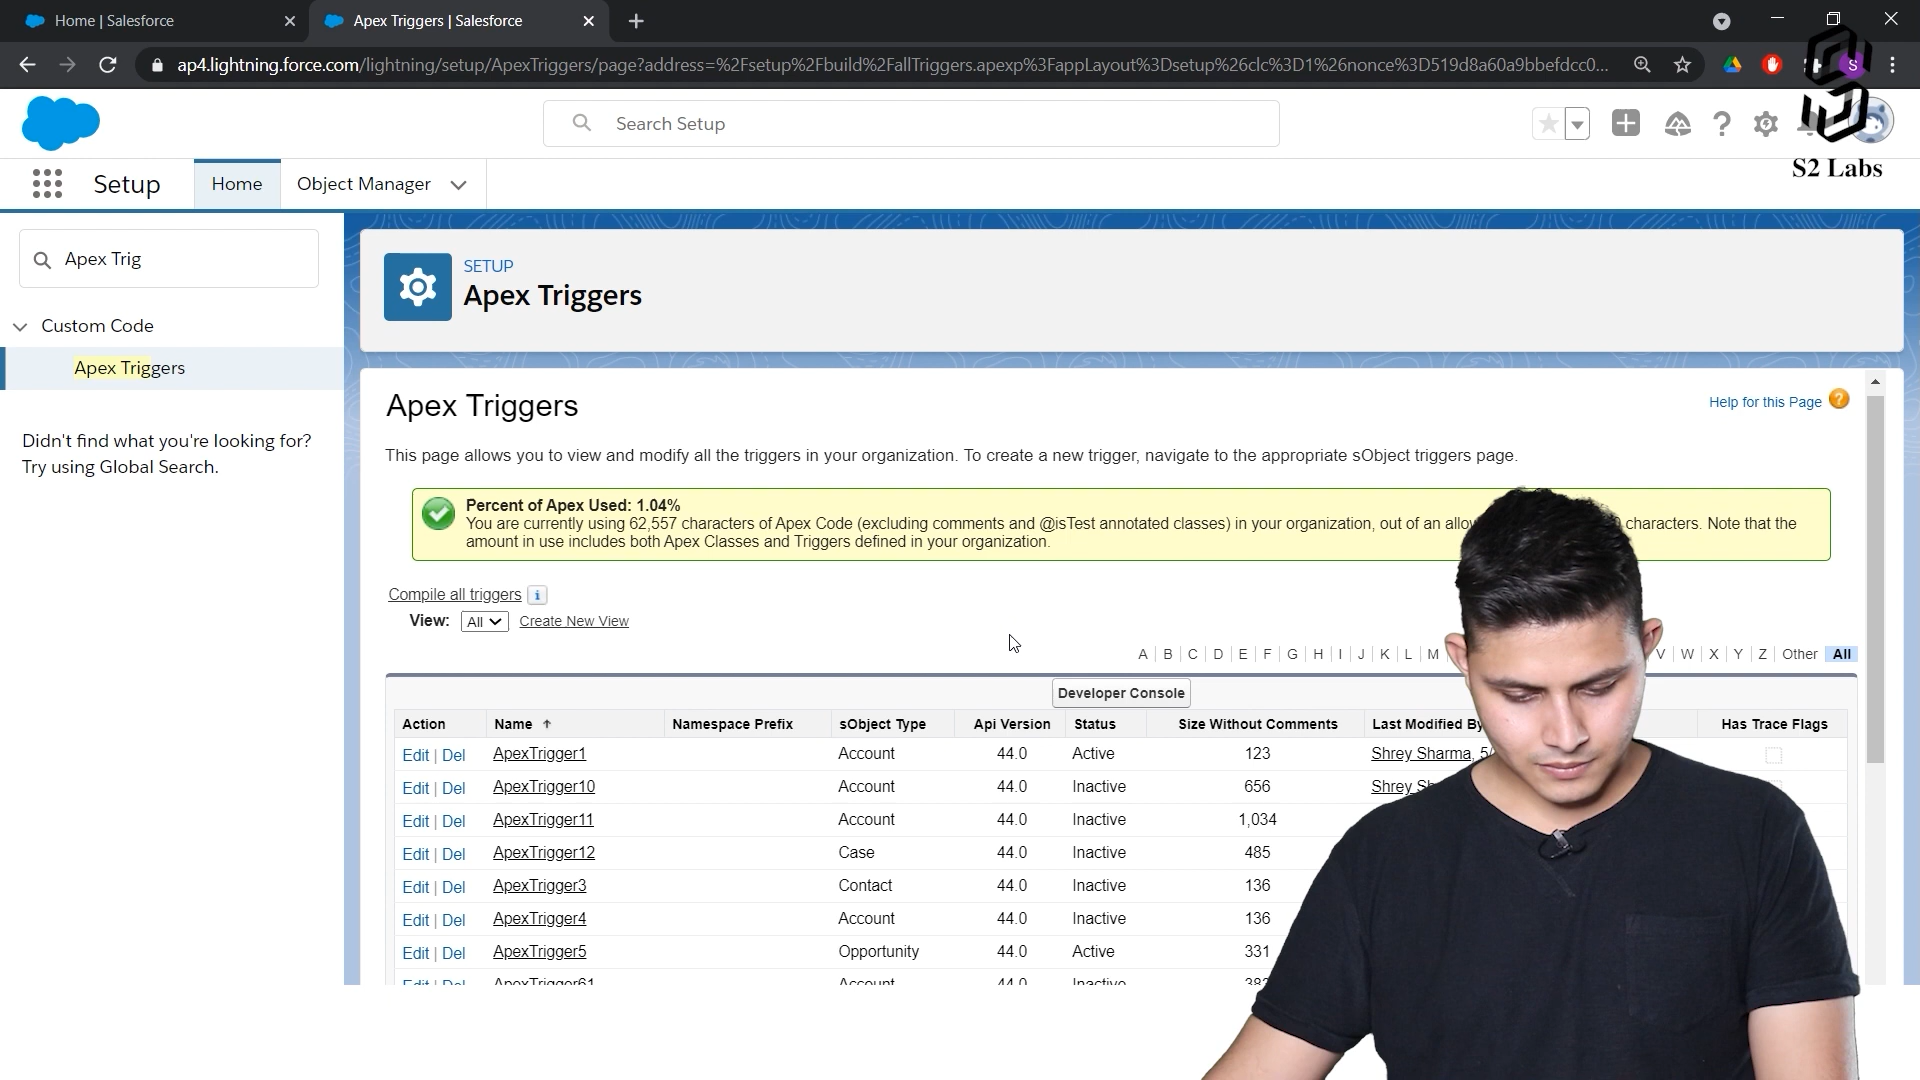 Home | Salesforce
Apex Triggers | Salesforce
ap4.lightning.force.com/lightning/setup/ApexTriggers/page?address=%2Fsetup%2Fbuild%2FallTriggers.apexp%3FappLayout%3Dsetup%26clc%3D1%26nonce%3D519d8a60a9bbefdcc0...
S
Search Setup
S2 Labs
Setup
Home
Object Manager
Apex Trig
Custom Code
Apex Triggers
Didn't find what you're looking for?
Try using Global Search.
SETUP
Apex Triggers
Apex Triggers
Help for this Page ?
This page allows you to view and modify all the triggers in your organization. To create a new trigger, navigate to the appropriate sObject triggers page.
Percent of Apex Used: 1.04%
You are currently using 62,557 characters of Apex Code (excluding comments and @isTest annotated classes) in your organization, out of an characters. Note that the
amount in use includes both Apex Classes and Triggers defined in your organization.
Compile all triggers i
View: All Create New View
A | B | C | D | E | F | G | H | I | J | K | L | M V | W | X | Y | Z | Other All
Developer Console
Action Name Namespace Prefix sObject Type Api Version Status Size Without Comments Last Modified By Has Trace Flags
Edit | Del ApexTrigger1 Account 44.0 Active 123 Shrey Sharma, 5/
Edit | Del ApexTrigger10 Account 44.0 Inactive 656 Shrey
Edit | Del ApexTrigger11 Account 44.0 Inactive 1,034
Edit | Del ApexTrigger12 Case 44.0 Inactive 485
Edit | Del ApexTrigger3 Contact 44.0 Inactive 136
Edit | Del ApexTrigger4 Account 44.0 Inactive 136
Edit | Del ApexTrigger5 Opportunity 44.0 Active 331
Edit | Del ApexTrigger61 Account 44.0 Inactive